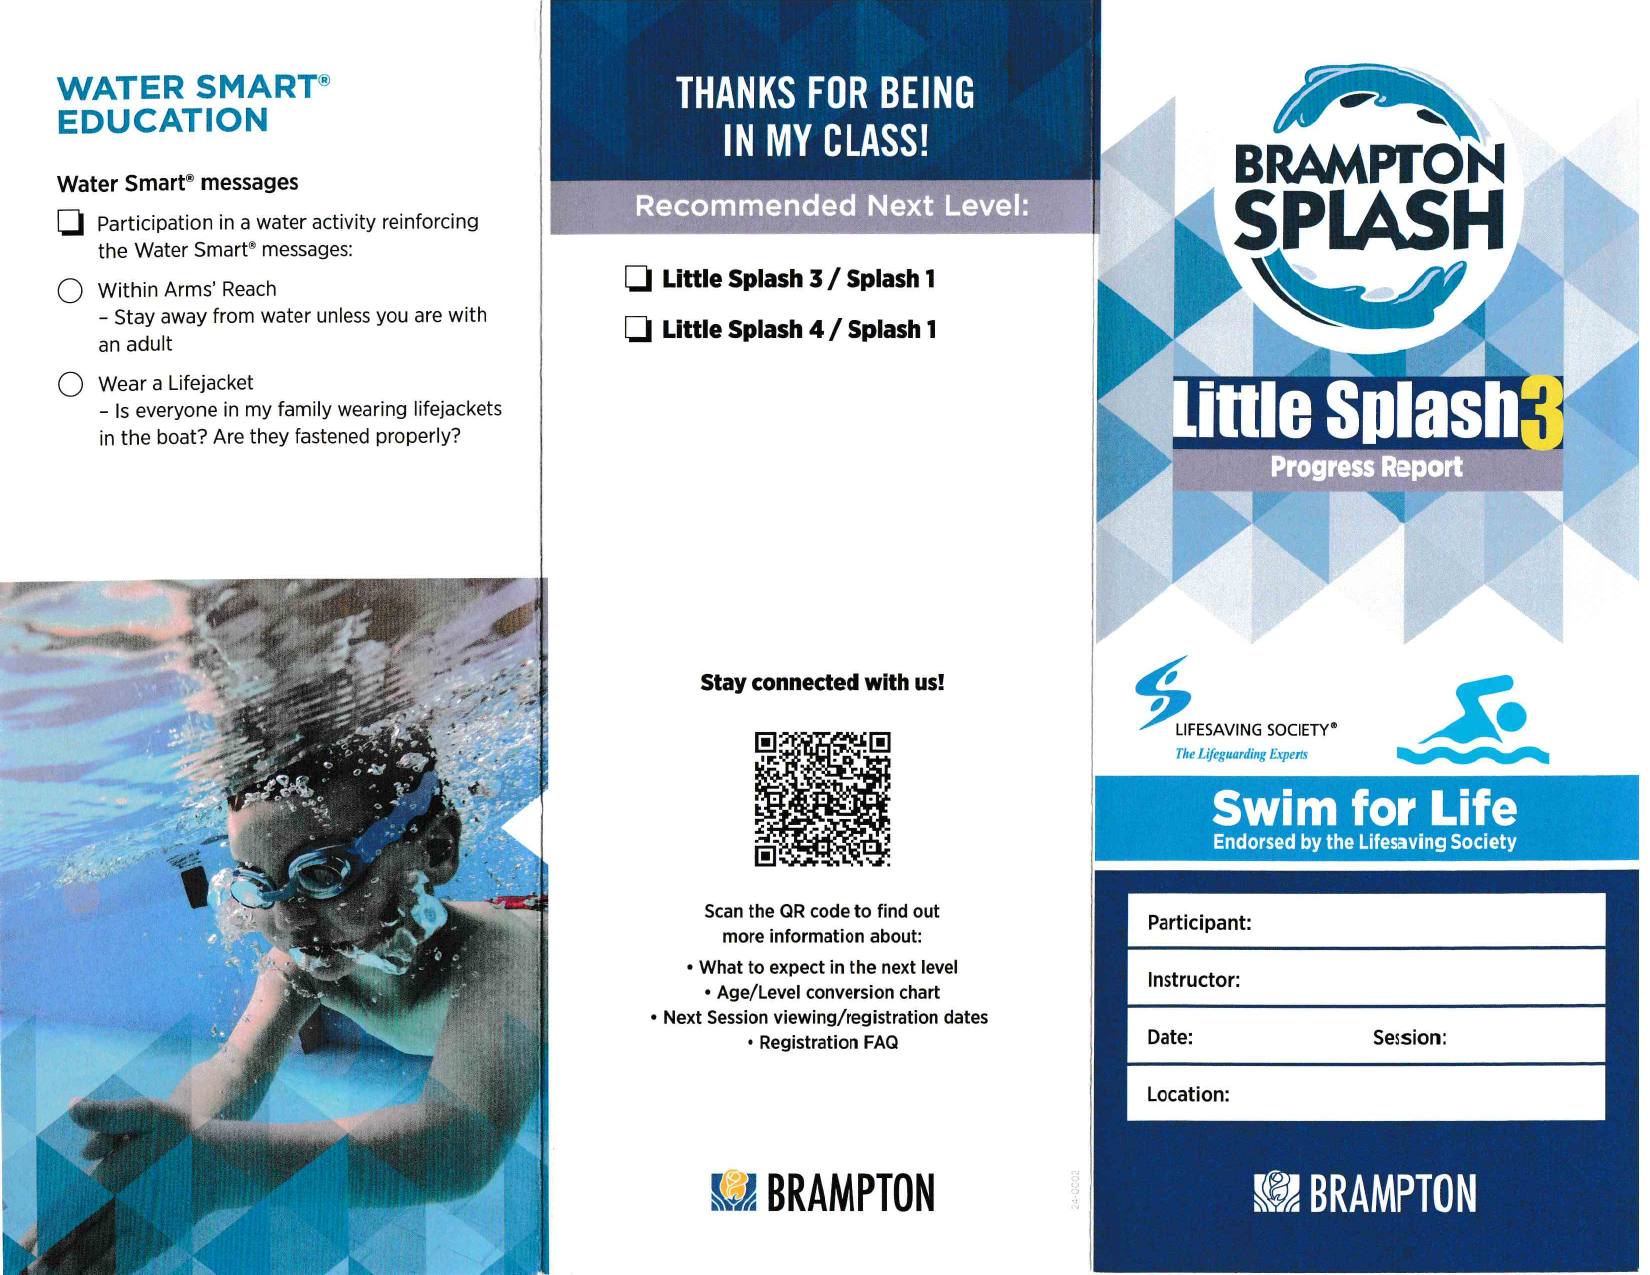 WATER SMART®
EDUCATION
Water Smart® messages
Participation in a water activity reinforcing
the Water Smart® messages:
Within Arms' Reach
– Stay away from water unless you are with
an adult
Wear a Lifejacket
– Is everyone in my family wearing lifejackets
in the boat? Are they fastened properly?
THANKS FOR BEING
IN MY CLASS!
Recommended Next Level:
Little Splash 3 / Splash 1
Little Splash 4 / Splash 1
Stay connected with us!
Scan the QR code to find out
more information about:
• What to expect in the next level
• Age/Level conversion chart
• Next Session viewing/registration dates
• Registration FAQ
BRAMPTON
24-0002
BRAMPTON
SPLASH
Little Splash 3
Progress Report
LIFESAVING SOCIETY®
The Lifeguarding Experts
Swim for Life
Endorsed by the Lifesaving Society
Participant:
Instructor:
Date: Session:
Location:
BRAMPTON